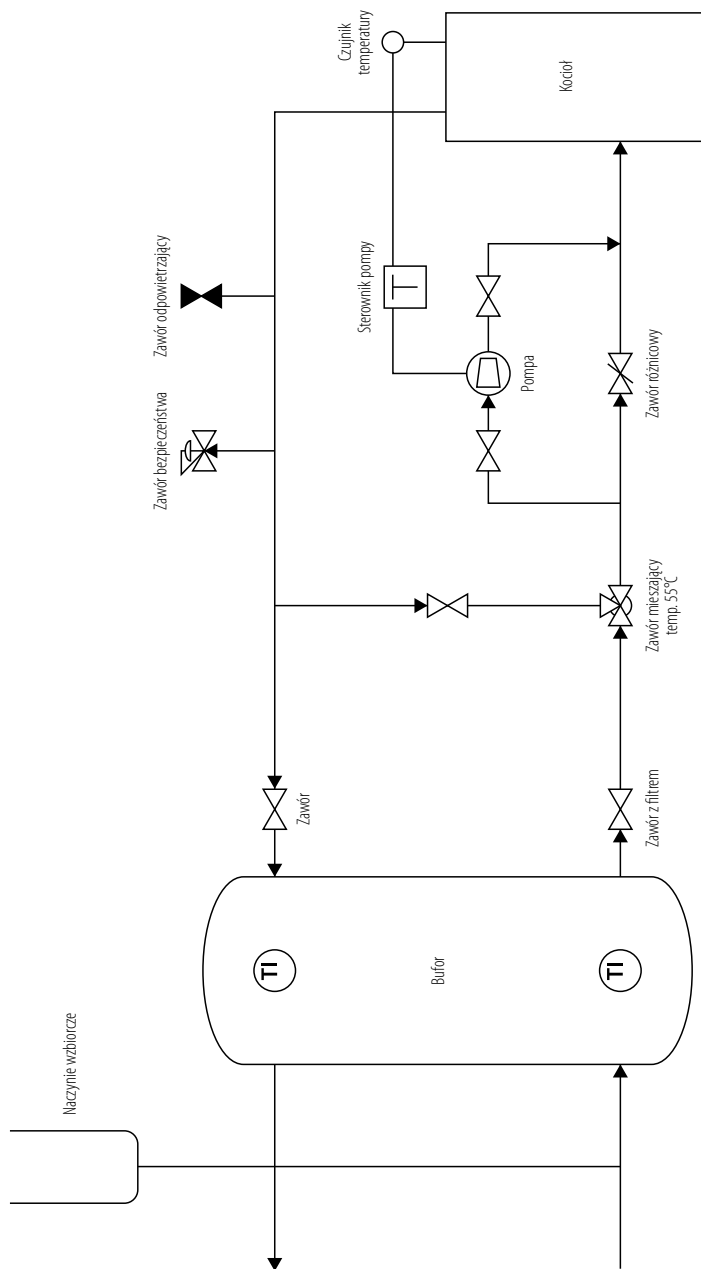 Czujnik
temperatury
Kocioł
Zawór odpowietrzający
Sterownik pompy
Pompa
Zawór różnicowy
Zawór bezpieczeństwa
Zawór mieszający
temp. 55°C
Zawór
Zawór z filtrem
TI
Bufor
TI
Naczynie wzbiorcze